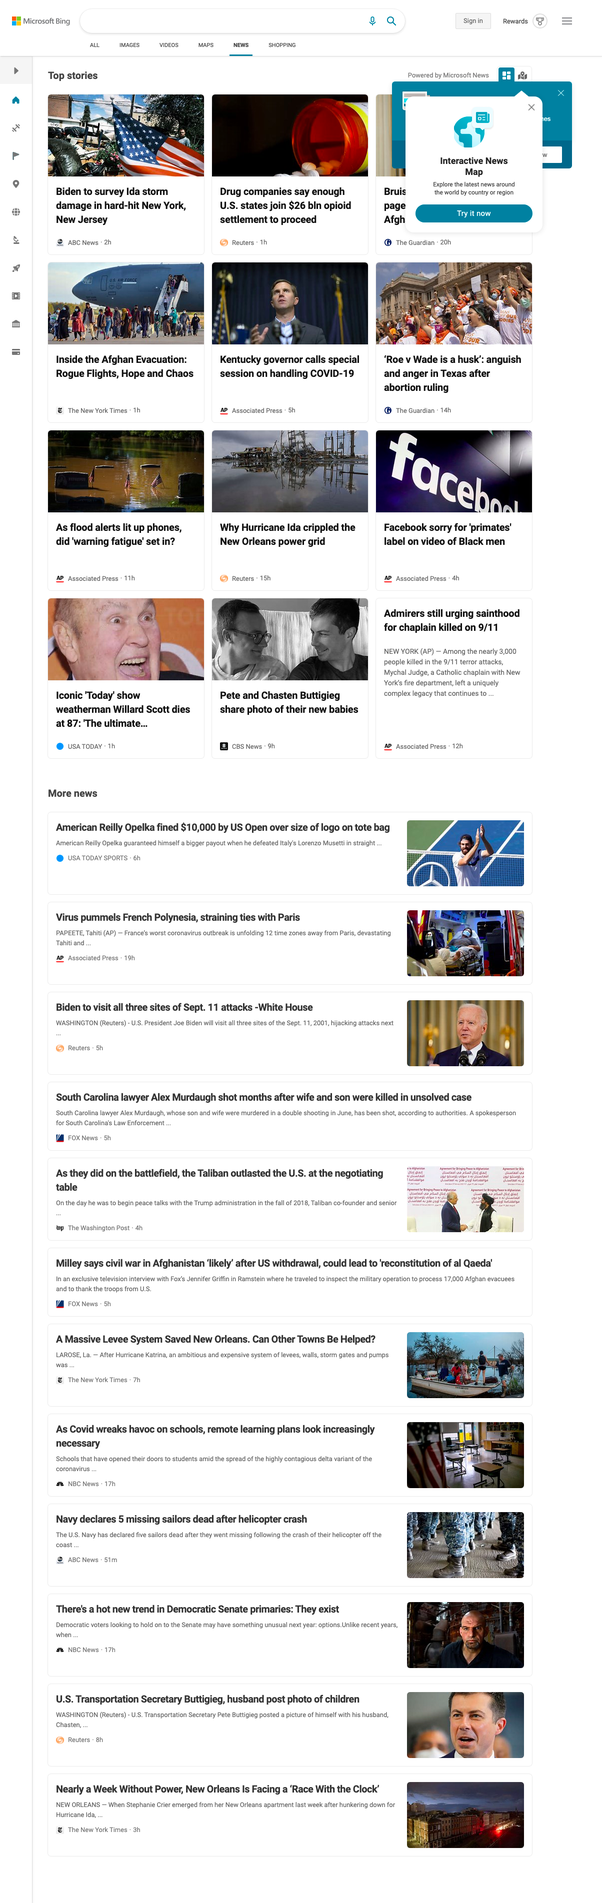 Microsoft Bing
Sign in
Rewards
ALL IMAGES VIDEOS MAPS NEWS SHOPPING
Top stories
Powered by Microsoft News
Interactive News
Map
Explore the latest news around
the world by country or region
Try it now
Biden to survey Ida storm
damage in hard-hit New York,
New Jersey
ABC News · 2h
Drug companies say enough
U.S. states join $26 bln opioid
settlement to proceed
Reuters · 1h
The Guardian · 20h
Inside the Afghan Evacuation:
Rogue Flights, Hope and Chaos
The New York Times · 1h
Kentucky governor calls special
session on handling COVID-19
AP Associated Press · 5h
'Roe v Wade is a husk': anguish
and anger in Texas after
abortion ruling
The Guardian · 14h
As flood alerts lit up phones,
did 'warning fatigue' set in?
AP Associated Press · 11h
Why Hurricane Ida crippled the
New Orleans power grid
Reuters · 15h
facebook
Facebook sorry for 'primates'
label on video of Black men
AP Associated Press · 4h
Iconic 'Today' show
weatherman Willard Scott dies
at 87: 'The ultimate...
USA TODAY · 1h
Pete and Chasten Buttigieg
share photo of their new babies
CBS News · 9h
Admirers still urging sainthood
for chaplain killed on 9/11
NEW YORK (AP) — Among the nearly 3,000
people killed in the 9/11 terror attacks,
Mychal Judge, a Catholic chaplain with New
York's fire department, left a uniquely
complex legacy that continues to ...
AP Associated Press · 12h
More news
American Reilly Opelka fined $10,000 by US Open over size of logo on tote bag
American Reilly Opelka guaranteed himself a bigger payout when he defeated Italy's Lorenzo Musetti in straight ...
USA TODAY SPORTS · 6h
Virus pummels French Polynesia, straining ties with Paris
PAPEETE, Tahiti (AP) — France's worst coronavirus outbreak is unfolding 12 time zones away from Paris, devastating
Tahiti and ...
AP Associated Press · 19h
Biden to visit all three sites of Sept. 11 attacks -White House
WASHINGTON (Reuters) - U.S. President Joe Biden will visit all three sites of the Sept. 11, 2001, hijacking attacks next
...
Reuters · 5h
South Carolina lawyer Alex Murdaugh shot months after wife and son were killed in unsolved case
South Carolina lawyer Alex Murdaugh, whose son and wife were murdered in a double shooting in June, has been shot, according to authorities. A spokesperson
for South Carolina's Law Enforcement ...
FOX News · 5h
As they did on the battlefield, the Taliban outlasted the U.S. at the negotiating
table
On the day he was to begin peace talks with the Trump administration in the fall of 2018, Taliban co-founder and senior
...
wp The Washington Post · 4h
Milley says civil war in Afghanistan 'likely' after US withdrawal, could lead to 'reconstitution of al Qaeda'
In an exclusive television interview with Fox's Jennifer Griffin in Ramstein where he traveled to inspect the military operation to process 17,000 Afghan evacuees
and to thank the troops from U.S.
FOX News · 5h
A Massive Levee System Saved New Orleans. Can Other Towns Be Helped?
LAROSE, La. — After Hurricane Katrina, an ambitious and expensive system of levees, walls, storm gates and pumps
was ...
The New York Times · 7h
As Covid wreaks havoc on schools, remote learning plans look increasingly
necessary
Schools that have opened their doors to students amid the spread of the highly contagious delta variant of the
coronavirus ...
NBC News · 17h
Navy declares 5 missing sailors dead after helicopter crash
The U.S. Navy has declared five sailors dead after they went missing following the crash of their helicopter off the
coast ...
ABC News · 51m
There's a hot new trend in Democratic Senate primaries: They exist
Democratic voters looking to hold on to the Senate may have something unusual next year: options.Unlike recent years,
when ...
NBC News · 17h
U.S. Transportation Secretary Buttigieg, husband post photo of children
WASHINGTON (Reuters) - U.S. Transportation Secretary Pete Buttigieg posted a picture of himself with his husband,
Chasten, ...
Reuters · 8h
Nearly a Week Without Power, New Orleans Is Facing a 'Race With the Clock'
NEW ORLEANS — When Stephanie Crier emerged from her New Orleans apartment last week after hunkering down for
Hurricane Ida, ...
The New York Times · 3h